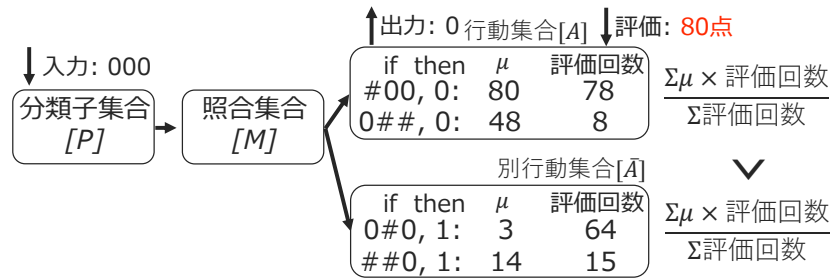 入力: 000
分類子集合
[P]
照合集合
[M]
出力: 0 行動集合[A] 評価: 80点
if then μ 評価回数
#00, 0: 80 78
0##, 0: 48 8
Σμ × 評価回数
Σ評価回数
別行動集合[Ā]
if then μ 評価回数
0#0, 1: 3 64
##0, 1: 14 15
Σμ × 評価回数
Σ評価回数